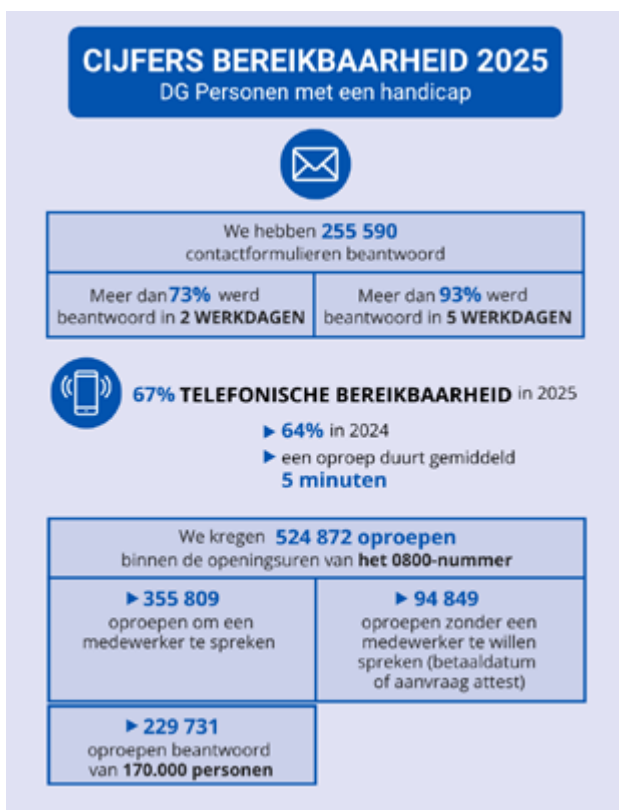 CIJFERS BEREIKBAARHEID 2025
DG Personen met een handicap
We hebben 255 590
contactformulieren beantwoord
Meer dan 73% werd
beantwoord in 2 WERKDAGEN
Meer dan 93% werd
beantwoord in 5 WERKDAGEN
67% TELEFONISCHE BEREIKBAARHEID in 2025
▶ 64% in 2024
▶ een oproep duurt gemiddeld
5 minuten
We kregen 524 872 oproepen
binnen de openingsuren van het 0800-nummer
▶ 355 809
oproepen om een
medewerker te spreken
▶ 94 849
oproepen zonder een
medewerker te willen
spreken (betaaldatum
of aanvraag attest)
▶ 229 731
oproepen beantwoord
van 170.000 personen